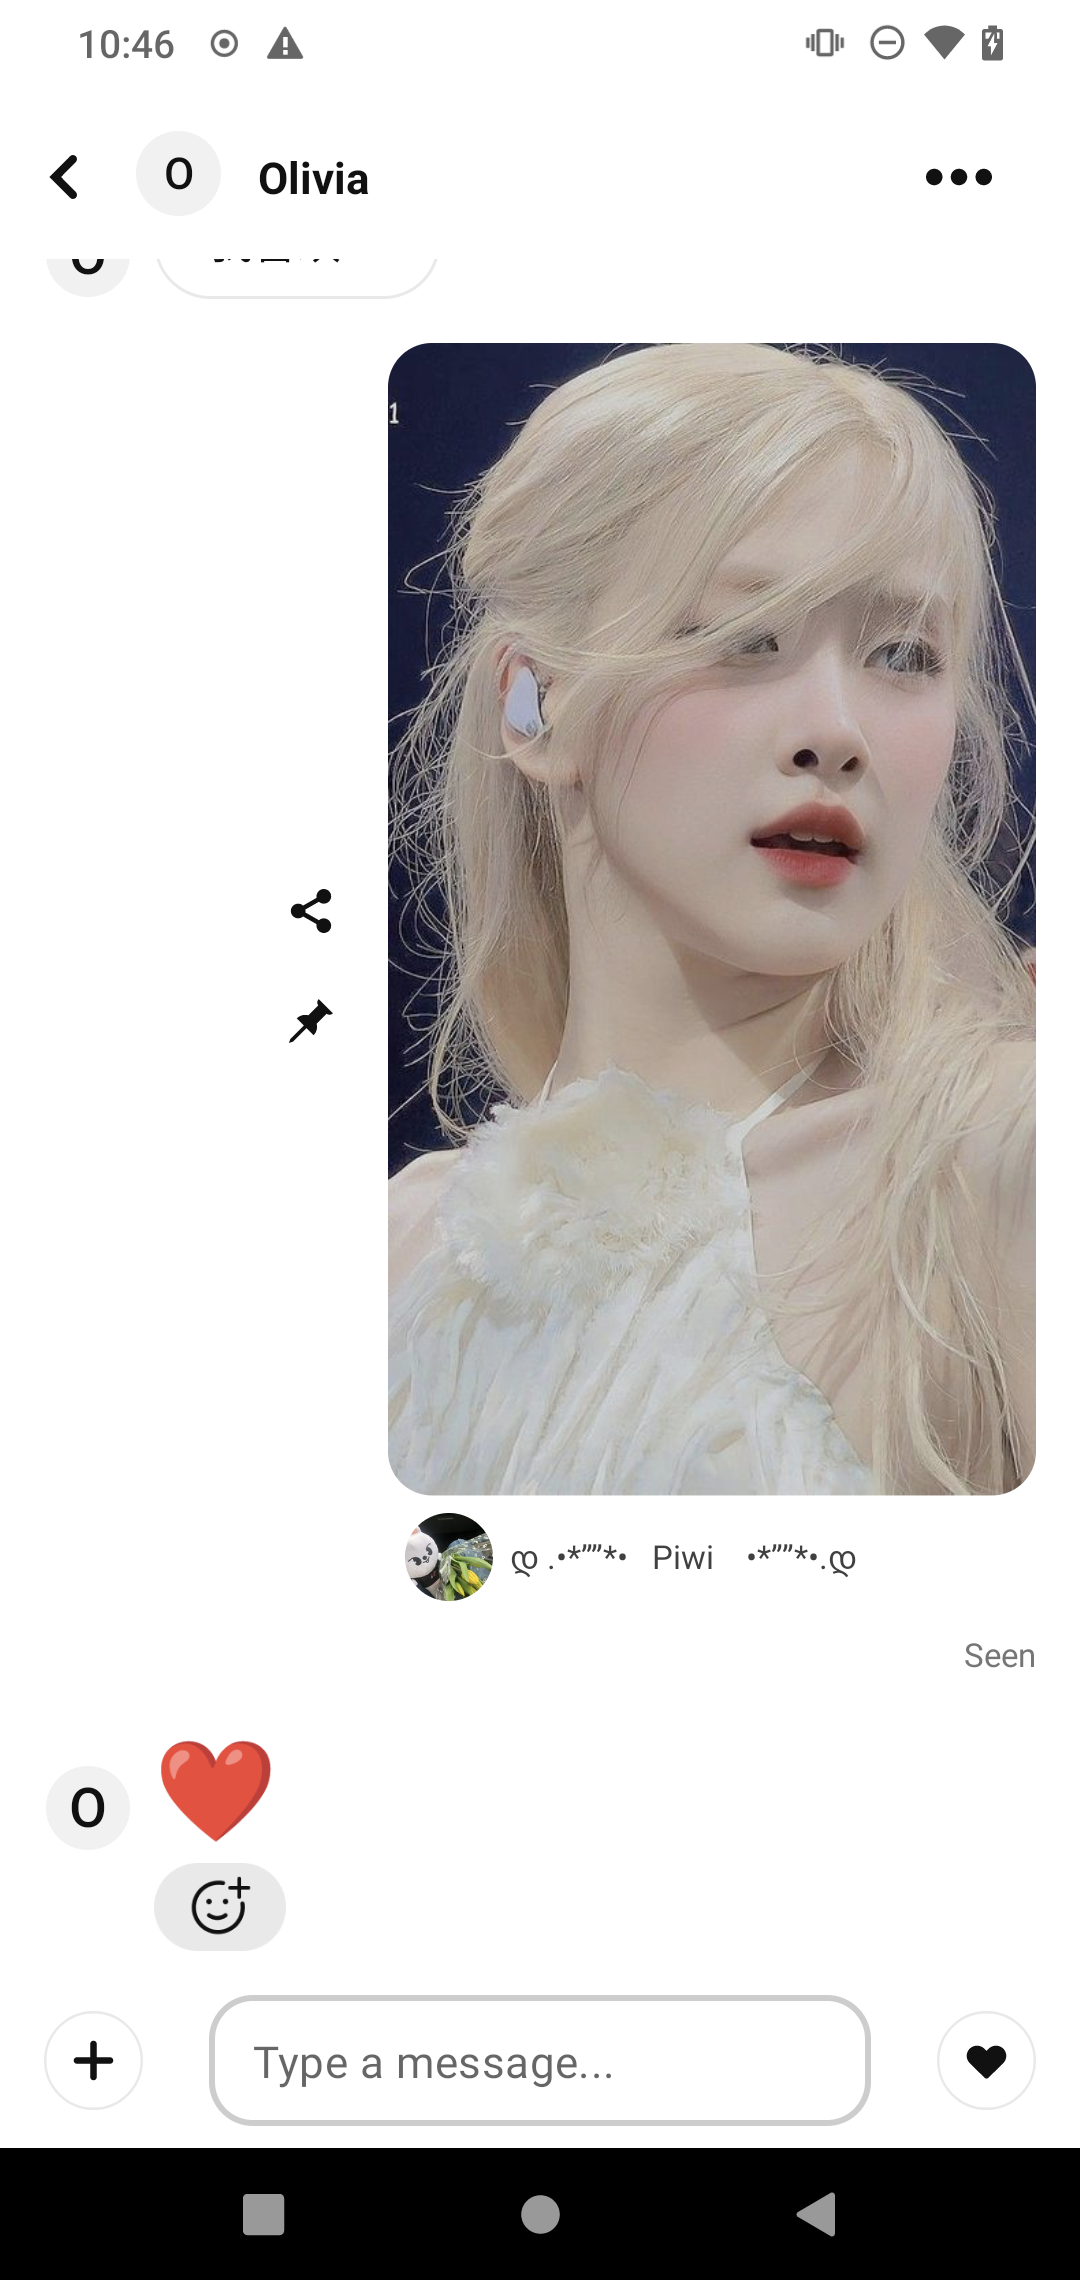 10:46
O
Olivia
1
ღ .•*””*• Piwi •*””*•.ღ
Seen
O
❤️
Type a message...